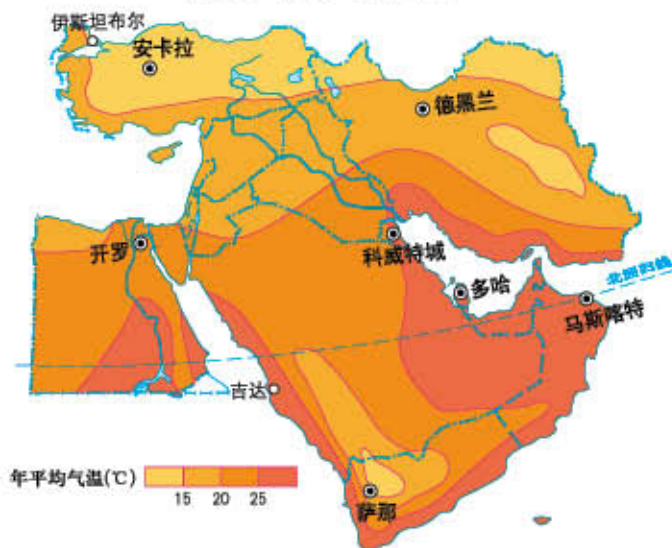 伊斯坦布尔
安卡拉
德黑兰
开罗
科威特城
多哈
北回归线
马斯喀特
吉达
年平均气温(℃)
15 20 25
萨那